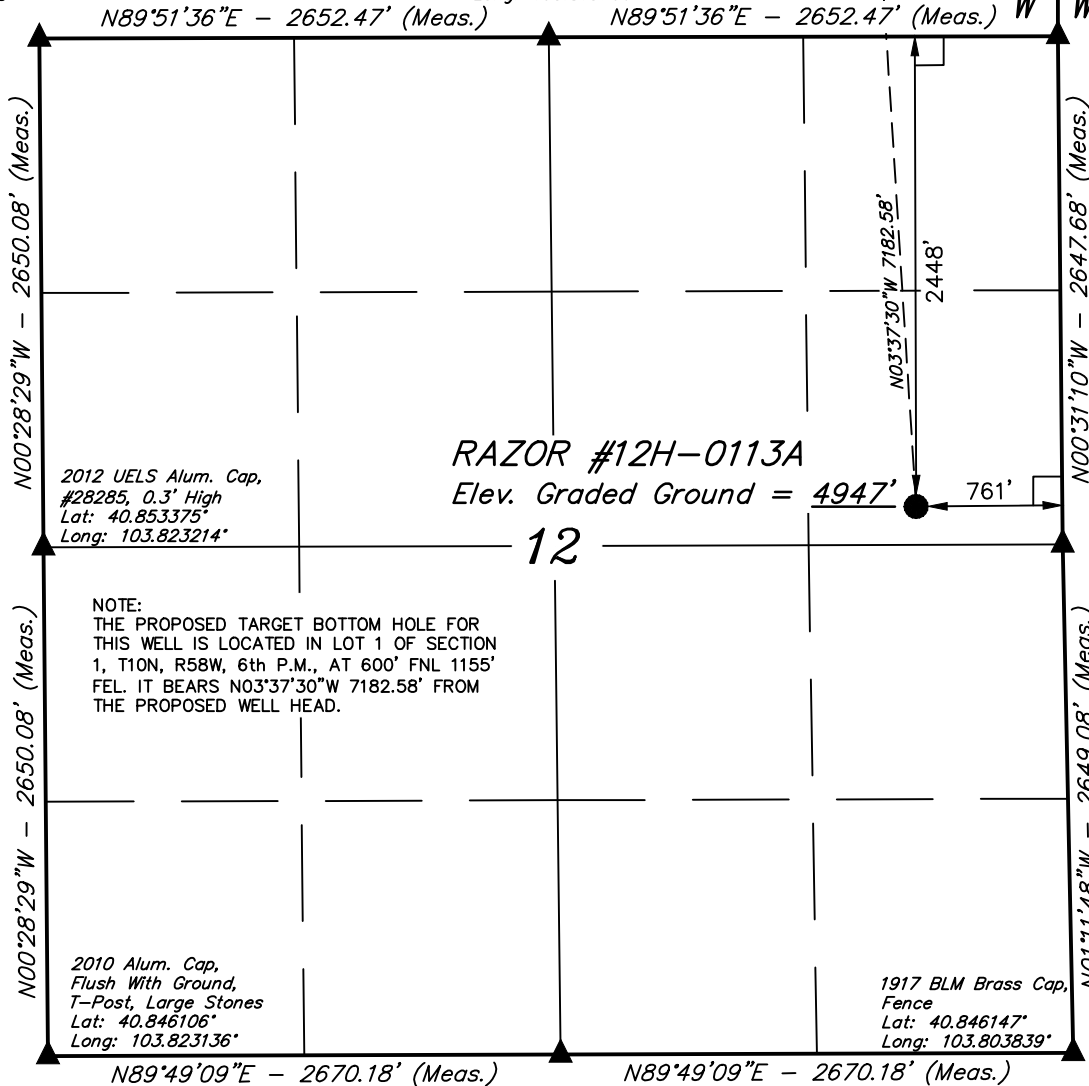 N89°51'36"E - 2652.47' (Meas.)
N89°51'36"E - 2652.47' (Meas.)
W
W
N00°28'29"W - 2650.08' (Meas.)
N03°37'30"W 7182.58'
2448'
N00°31'10"W - 2647.68' (Meas.)
RAZOR #12H-0113A
Elev. Graded Ground = 4947'
761'
2012 UELS Alum. Cap,
#28285, 0.3' High
Lat: 40.853375°
Long: 103.823214°
12
NOTE:
THE PROPOSED TARGET BOTTOM HOLE FOR
THIS WELL IS LOCATED IN LOT 1 OF SECTION
1, T10N, R58W, 6th P.M., AT 600' FNL 1155'
FEL. IT BEARS N03°37'30"W 7182.58' FROM
THE PROPOSED WELL HEAD.
N00°28'29"W - 2650.08' (Meas.)
N01°11'48"W - 2649.08' (Meas.)
2010 Alum. Cap,
Flush With Ground,
T-Post, Large Stones
Lat: 40.846106°
Long: 103.823136°
1917 BLM Brass Cap,
Fence
Lat: 40.846147°
Long: 103.803839°
N89°49'09"E - 2670.18' (Meas.)
N89°49'09"E - 2670.18' (Meas.)